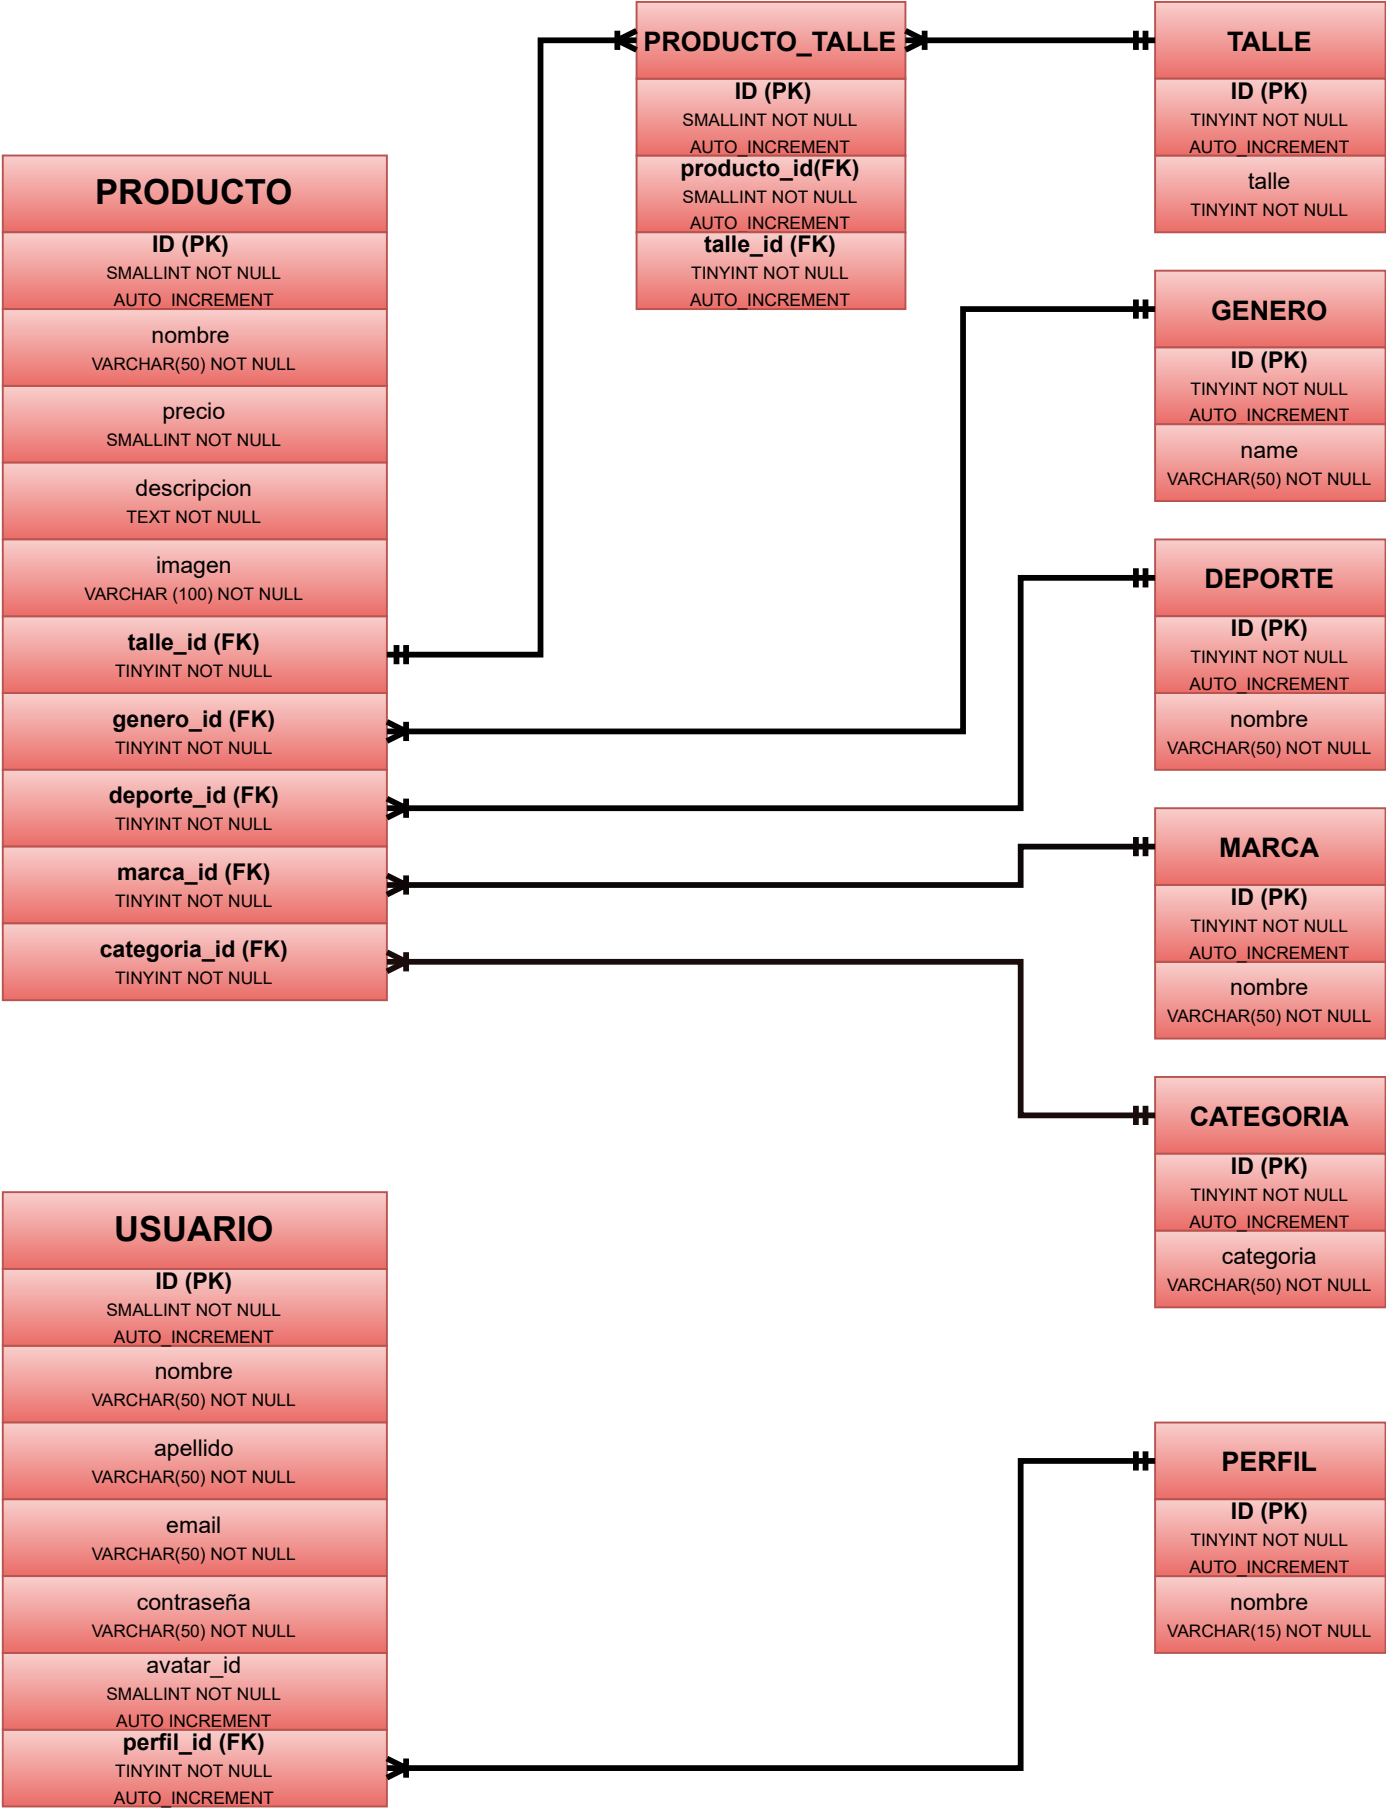 PRODUCTO
ID (PK)
SMALLINT NOT NULL
AUTO_INCREMENT
nombre
VARCHAR(50) NOT NULL
precio
SMALLINT NOT NULL
descripcion
TEXT NOT NULL
imagen
VARCHAR (100) NOT NULL
talle_id (FK)
TINYINT NOT NULL
genero_id (FK)
TINYINT NOT NULL
deporte_id (FK)
TINYINT NOT NULL
marca_id (FK)
TINYINT NOT NULL
categoria_id (FK)
TINYINT NOT NULL
PRODUCTO_TALLE
ID (PK)
SMALLINT NOT NULL
AUTO_INCREMENT
producto_id(FK)
SMALLINT NOT NULL
AUTO_INCREMENT
talle_id (FK)
TINYINT NOT NULL
AUTO_INCREMENT
TALLE
ID (PK)
TINYINT NOT NULL
AUTO_INCREMENT
talle
TINYINT NOT NULL
GENERO
ID (PK)
TINYINT NOT NULL
AUTO_INCREMENT
name
VARCHAR(50) NOT NULL
DEPORTE
ID (PK)
TINYINT NOT NULL
AUTO_INCREMENT
nombre
VARCHAR(50) NOT NULL
MARCA
ID (PK)
TINYINT NOT NULL
AUTO_INCREMENT
nombre
VARCHAR(50) NOT NULL
CATEGORIA
ID (PK)
TINYINT NOT NULL
AUTO_INCREMENT
categoria
VARCHAR(50) NOT NULL
USUARIO
ID (PK)
SMALLINT NOT NULL
AUTO_INCREMENT
nombre
VARCHAR(50) NOT NULL
apellido
VARCHAR(50) NOT NULL
email
VARCHAR(50) NOT NULL
contraseña
VARCHAR(50) NOT NULL
avatar_id
SMALLINT NOT NULL
AUTO INCREMENT
perfil_id (FK)
TINYINT NOT NULL
AUTO_INCREMENT
PERFIL
ID (PK)
TINYINT NOT NULL
AUTO_INCREMENT
nombre
VARCHAR(15) NOT NULL